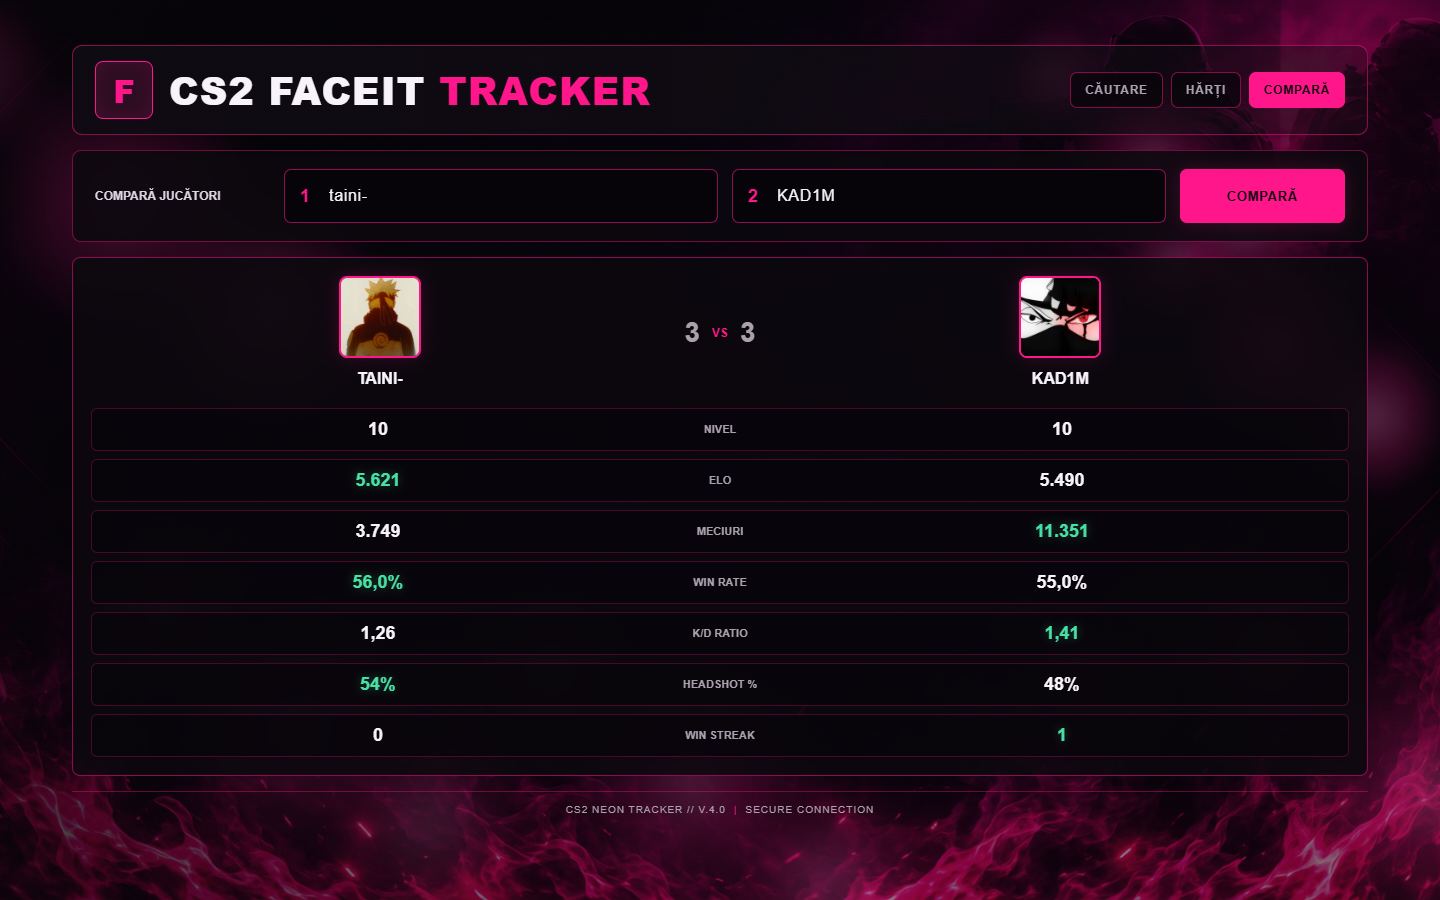 F CS2 FACEIT TRACKER CĂUTARE HĂRȚI COMPARĂ
COMPARĂ JUCĂTORI 1 taini- 2 KAD1M COMPARĂ
3 VS 3
TAINI- KAD1M
10 NIVEL 10
5.621 ELO 5.490
3.749 MECIURI 11.351
56,0% WIN RATE 55,0%
1,26 K/D RATIO 1,41
54% HEADSHOT % 48%
0 WIN STREAK 1
CS2 NEON TRACKER // V.4.0 | SECURE CONNECTION